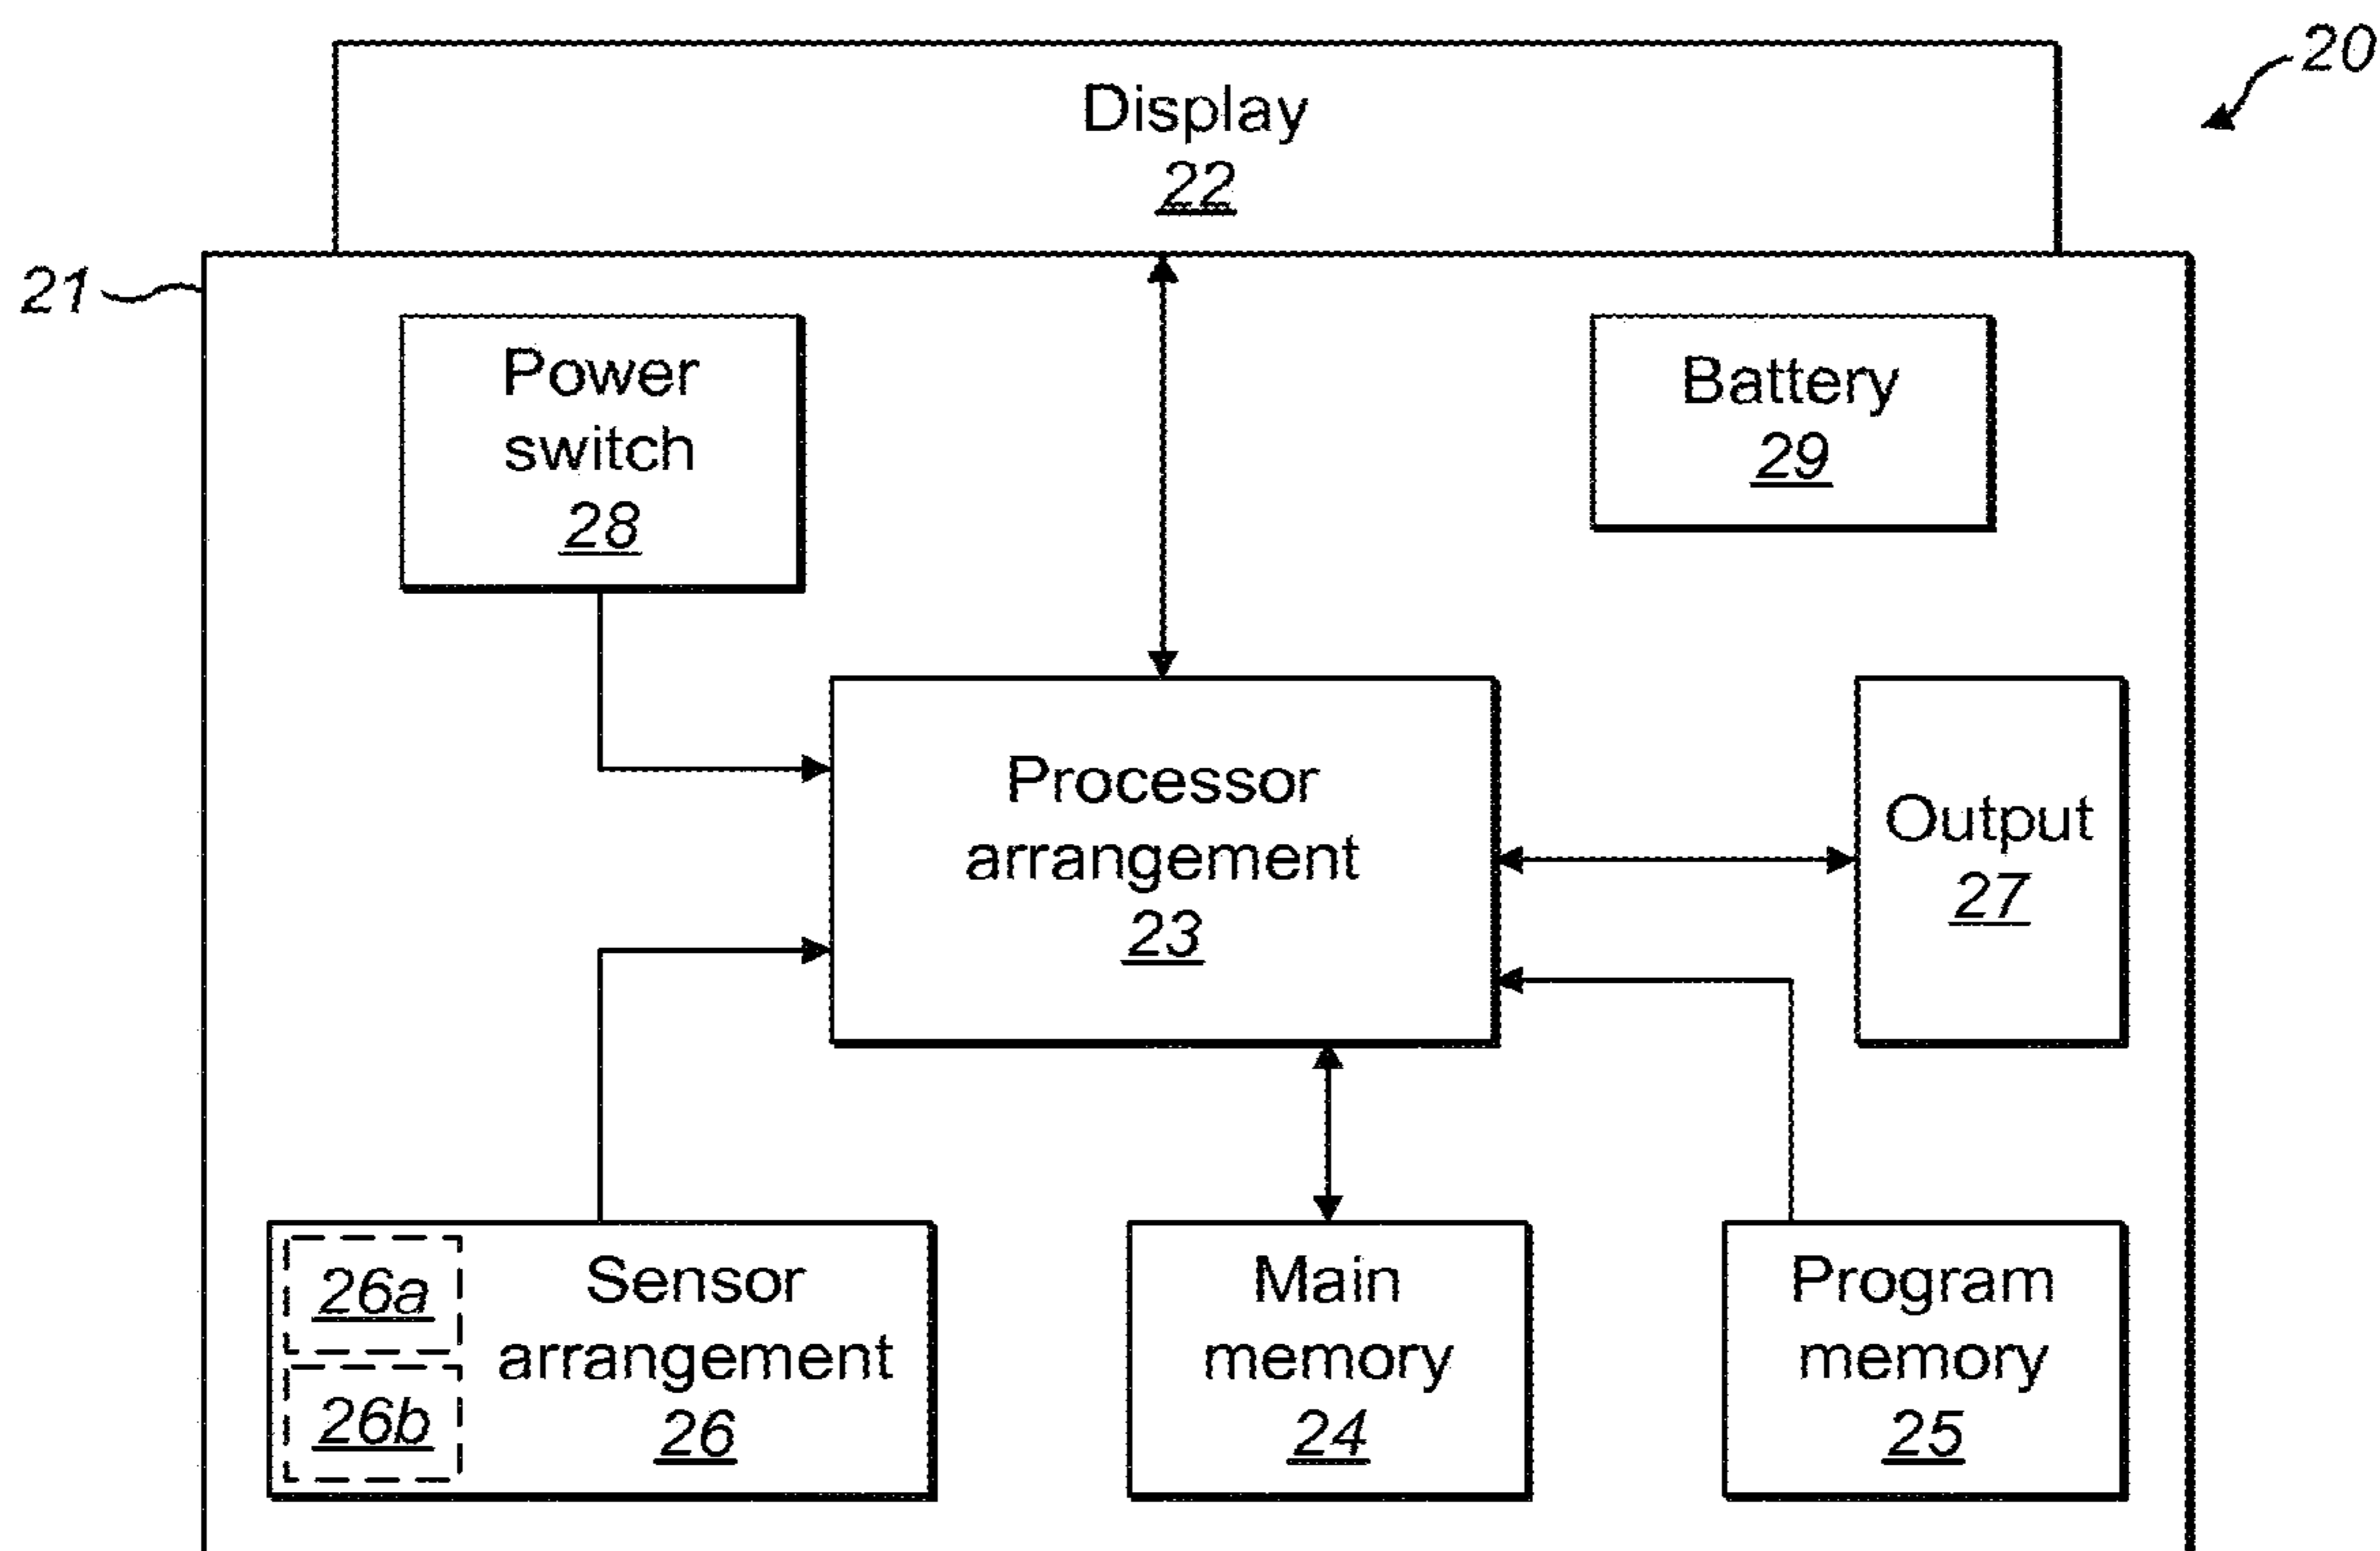 20
Display
22
21
Power
switch
28
Battery
29
Processor
arrangement
23
Output
27
26a
26b
Sensor
arrangement
26
Main
memory
24
Program
memory
25